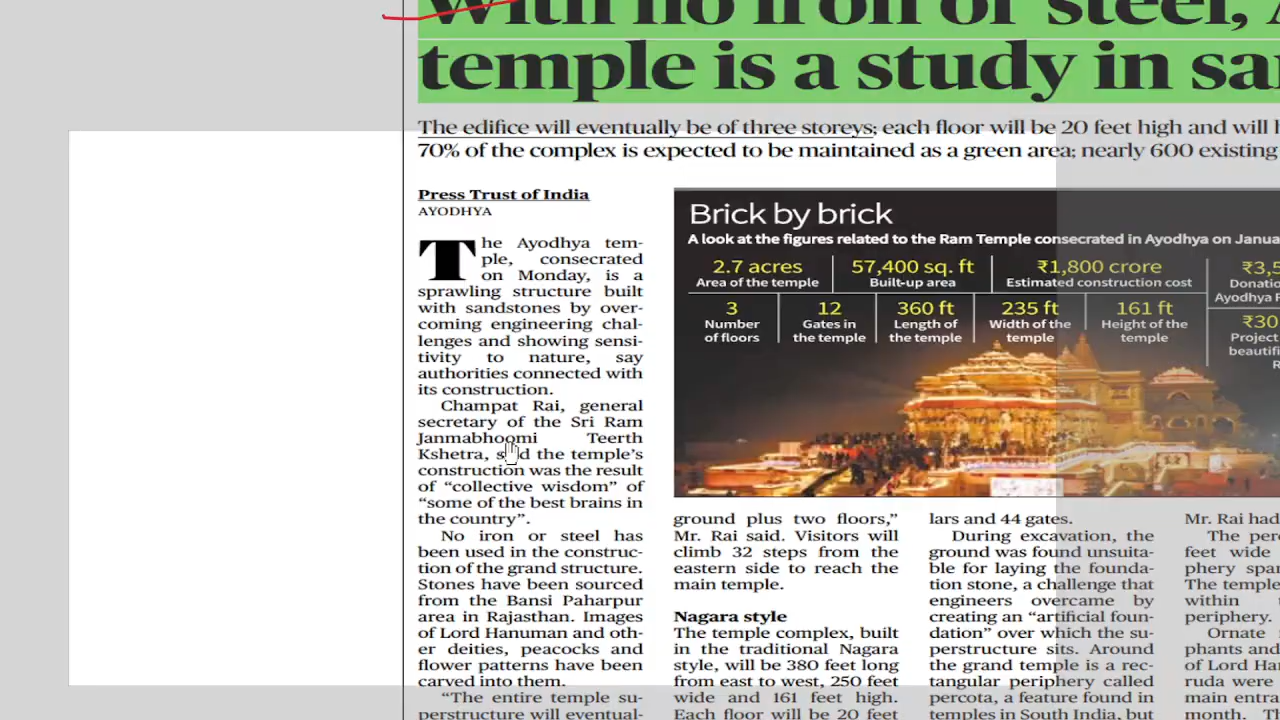 With no iron or steel,
temple is a study in
The edifice will eventually be of three storeys; each floor will be 20 feet high and will
70% of the complex is expected to be maintained as a green area; nearly 600 existing
Press Trust of India
AYODHYA
The Ayodhya tem-
ple, consecrated
on Monday, is a
sprawling structure built
with sandstones by over-
coming engineering chal-
lenges and showing sensi-
tivity to nature, say
authorities connected with
its construction.
Champat Rai, general
secretary of the Sri Ram
Janmabhoomi Teerth
Kshetra, said the temple's
construction was the result
of “collective wisdom” of
“some of the best brains in
the country”.
No iron or steel has
been used in the construc-
tion of the grand structure.
Stones have been sourced
from the Bansi Paharpur
area in Rajasthan. Images
of Lord Hanuman and oth-
er deities, peacocks and
flower patterns have been
carved into them.
“The entire temple su-
perstructure will eventual-
Brick by brick
A look at the figures related to the Ram Temple consecrated in Ayodhya on
2.7 acres
Area of the temple
57,400 sq. ft
Built-up area
₹1,800 crore
Estimated construction cost
3
Number
of floors
12
Gates in
the temple
360 ft
Length of
the temple
235 ft
Width of the
temple
161 ft
Height of the
temple
Project
ground plus two floors,”
Mr. Rai said. Visitors will
climb 32 steps from the
eastern side to reach the
main temple.
Nagara style
The temple complex, built
in the traditional Nagara
style, will be 380 feet long
from east to west, 250 feet
wide and 161 feet high.
Each floor will be 20 feet
lars and 44 gates.
During excavation, the
ground was found unsuita-
ble for laying the founda-
tion stone, a challenge that
engineers overcame by
creating an “artificial foun-
dation” over which the su-
perstructure sits. Around
the grand temple is a rec-
tangular periphery called
percota, a feature found in
temples in South India, but
Mr. Rai had
The
feet wide
phery
The temple
within
periphery.
Ornate
phants and
of Lord
ruda were
main
month.